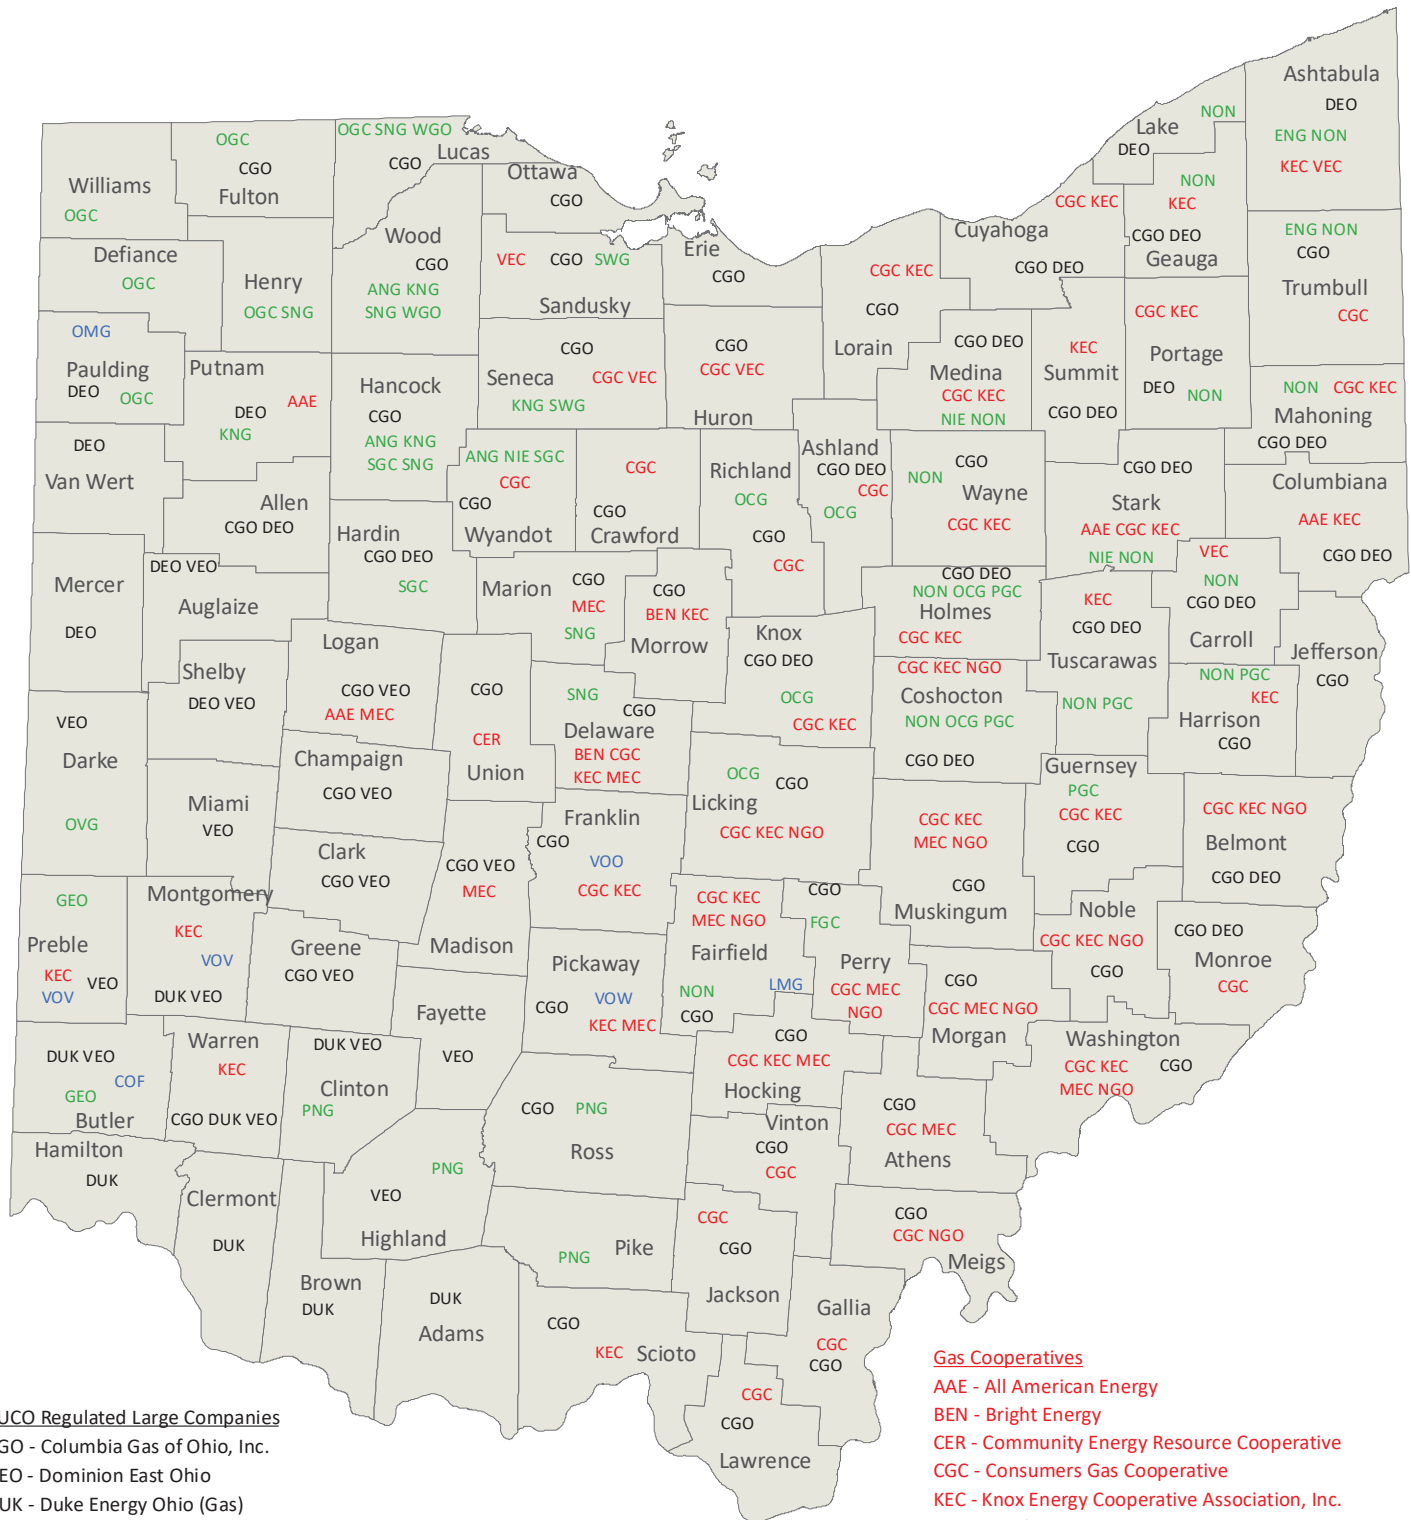 Ashtabula
DEO
ENG NON
KEC VEC
NON
Lake
DEO
NON
KEC
CGO DEO
Geauga
CGC KEC
Cuyahoga
CGO DEO
ENG NON
CGO
Trumbull
CGC
OGC SNG WGO
Lucas
CGO
OGC
CGO
Fulton
Williams
OGC
Ottawa
CGO
Wood
CGO
ANG KNG
SNG WGO
VEC CGO SWG
Sandusky
Erie
CGO
CGC KEC
CGO
Lorain
Defiance
OGC
Henry
OGC SNG
OMG
Paulding
DEO OGC
Putnam
DEO AAE
KNG
Hancock
CGO
ANG KNG
SGC SNG
CGO
Seneca CGC VEC
KNG SWG
CGO
CGC VEC
Huron
CGO DEO
Medina
CGC KEC
NIE NON
KEC
Summit
CGO DEO
CGC KEC
Portage
DEO NON
NON CGC KEC
Mahoning
CGO DEO
DEO
Van Wert
Allen
CGO DEO
Hardin
CGO DEO
SGC
ANG NIE SGC
CGC
CGO
Wyandot
CGC
CGO
Crawford
Richland
OCG
CGO
CGC
Ashland
CGO DEO
CGC
OCG
CGO
NON Wayne
CGC KEC
CGO DEO
Stark
AAE CGC KEC
NIE NON
Columbiana
AAE KEC
CGO DEO
Mercer
DEO
DEO VEO
Auglaize
Marion CGO
MEC
SNG
CGO
BEN KEC
Morrow
Knox
CGO DEO
OCG
CGC KEC
CGO DEO
NON OCG PGC
Holmes
CGC KEC
KEC
CGO DEO
Tuscarawas
NON PGC
VEC
NON
CGO DEO
Carroll
Jefferson
CGO
NON PGC
KEC
Harrison
CGO
Shelby
DEO VEO
Logan
CGO VEO
AAE MEC
CGO
CER
Union
SNG
CGO
Delaware
BEN CGC
KEC MEC
CGC KEC NGO
Coshocton
NON OCG PGC
CGO DEO
VEO
Darke
OVG
Miami
VEO
Champaign
CGO VEO
OCG CGO
Licking
CGC KEC NGO
Guernsey
PGC
CGC KEC
CGO
CGC KEC NGO
Belmont
CGO DEO
Clark
CGO VEO
CGO VEO
MEC
Madison
Franklin
CGO
VOO
CGC KEC
CGC KEC
MEC NGO
CGO
Muskingum
GEO
Preble
KEC VEO
VOV
Montgomery
KEC
VOV
DUK VEO
Greene
CGO VEO
CGC KEC
MEC NGO
Fairfield
NON LMG
CGO
CGO
FGC
Perry
CGC MEC
NGO
Noble
CGC KEC NGO
CGO
CGO DEO
Monroe
CGC
Pickaway
CGO VOW
KEC MEC
Fayette
VEO
CGO
CGC MEC NGO
Morgan
Washington
CGC KEC CGO
MEC NGO
DUK VEO
COF
GEO
Butler
Warren
KEC
CGO DUK VEO
DUK VEO
Clinton
PNG
CGO PNG
Ross
CGO
CGC KEC MEC
Hocking
CGO
CGC MEC
Athens
Vinton
CGO
CGC
Hamilton
DUK
Clermont
DUK
PNG
VEO
Highland
PNG Pike
CGC
CGO
Jackson
CGO
CGC NGO
Meigs
Brown
DUK
DUK
Adams
CGO
KEC Scioto
Gallia
CGC
CGO
CGC
CGO
Lawrence
UCO Regulated Large Companies
GO - Columbia Gas of Ohio, Inc.
EO - Dominion East Ohio
UK - Duke Energy Ohio (Gas)
Gas Cooperatives
AAE - All American Energy
BEN - Bright Energy
CER - Community Energy Resource Cooperative
CGC - Consumers Gas Cooperative
KEC - Knox Energy Cooperative Association, Inc.